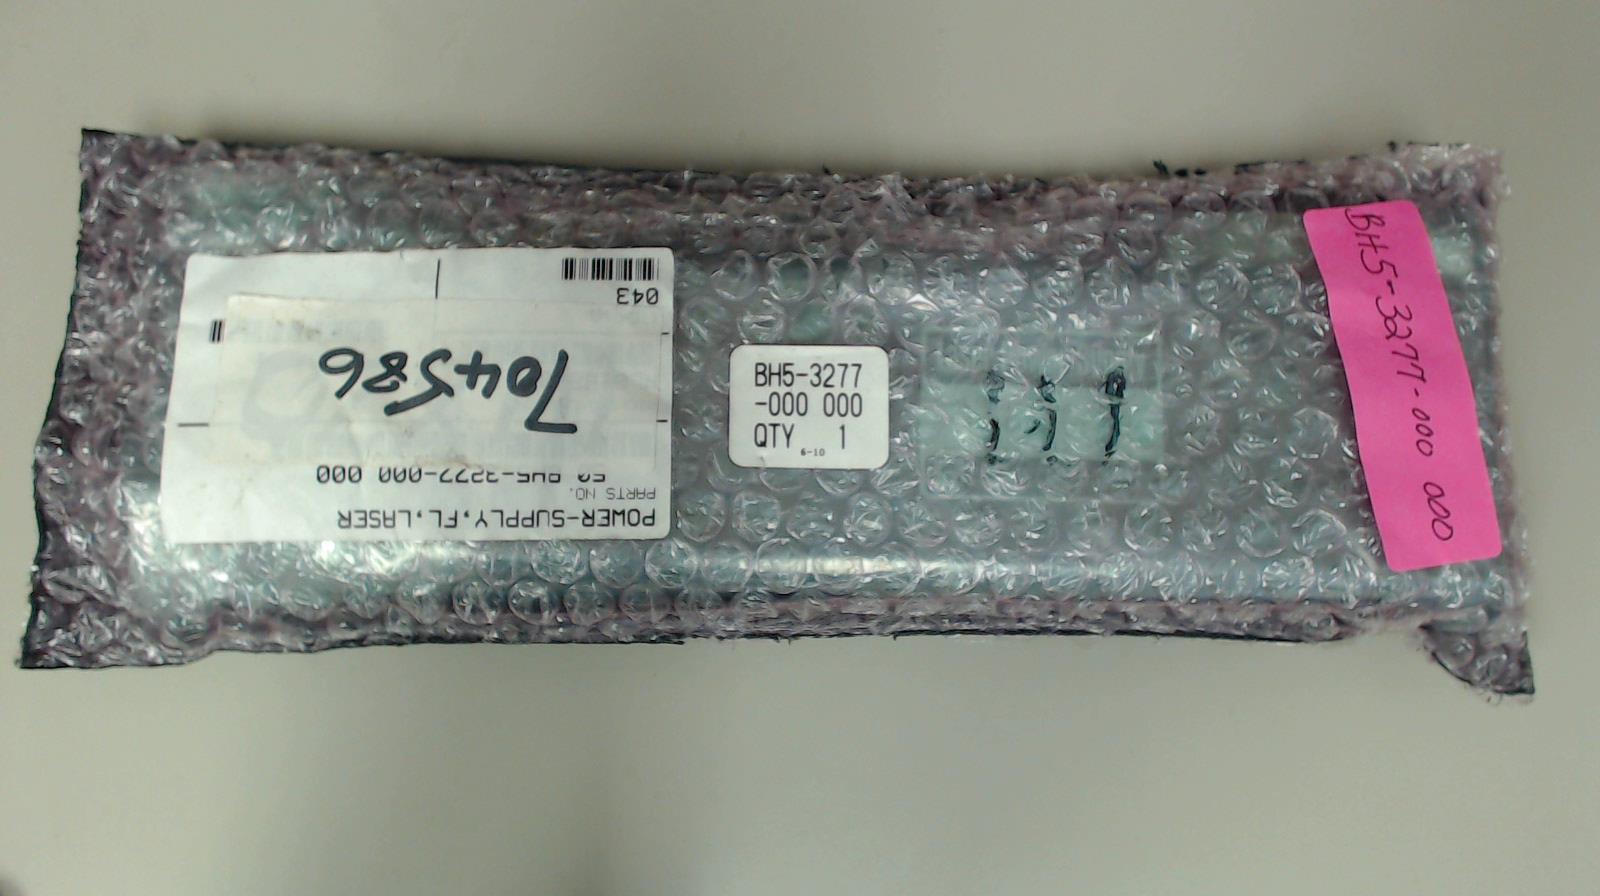 POWER-SUPPLY,FL,LASER
PARTS NO.
BH5-3277-000 000
704586
043
BH5-3277
-000 000
QTY 1
6-10
BH5-3277-000 000